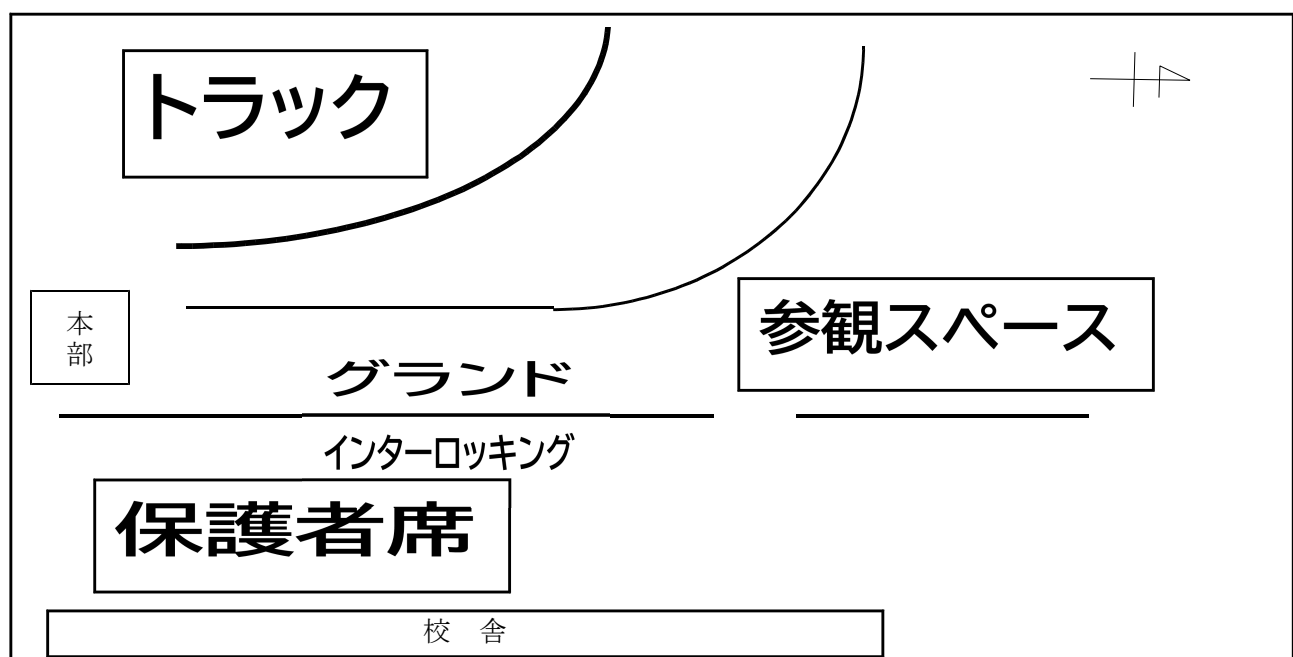 トラック
本
部
参観スペース
グランド
インターロッキング
保護者席
校 舎